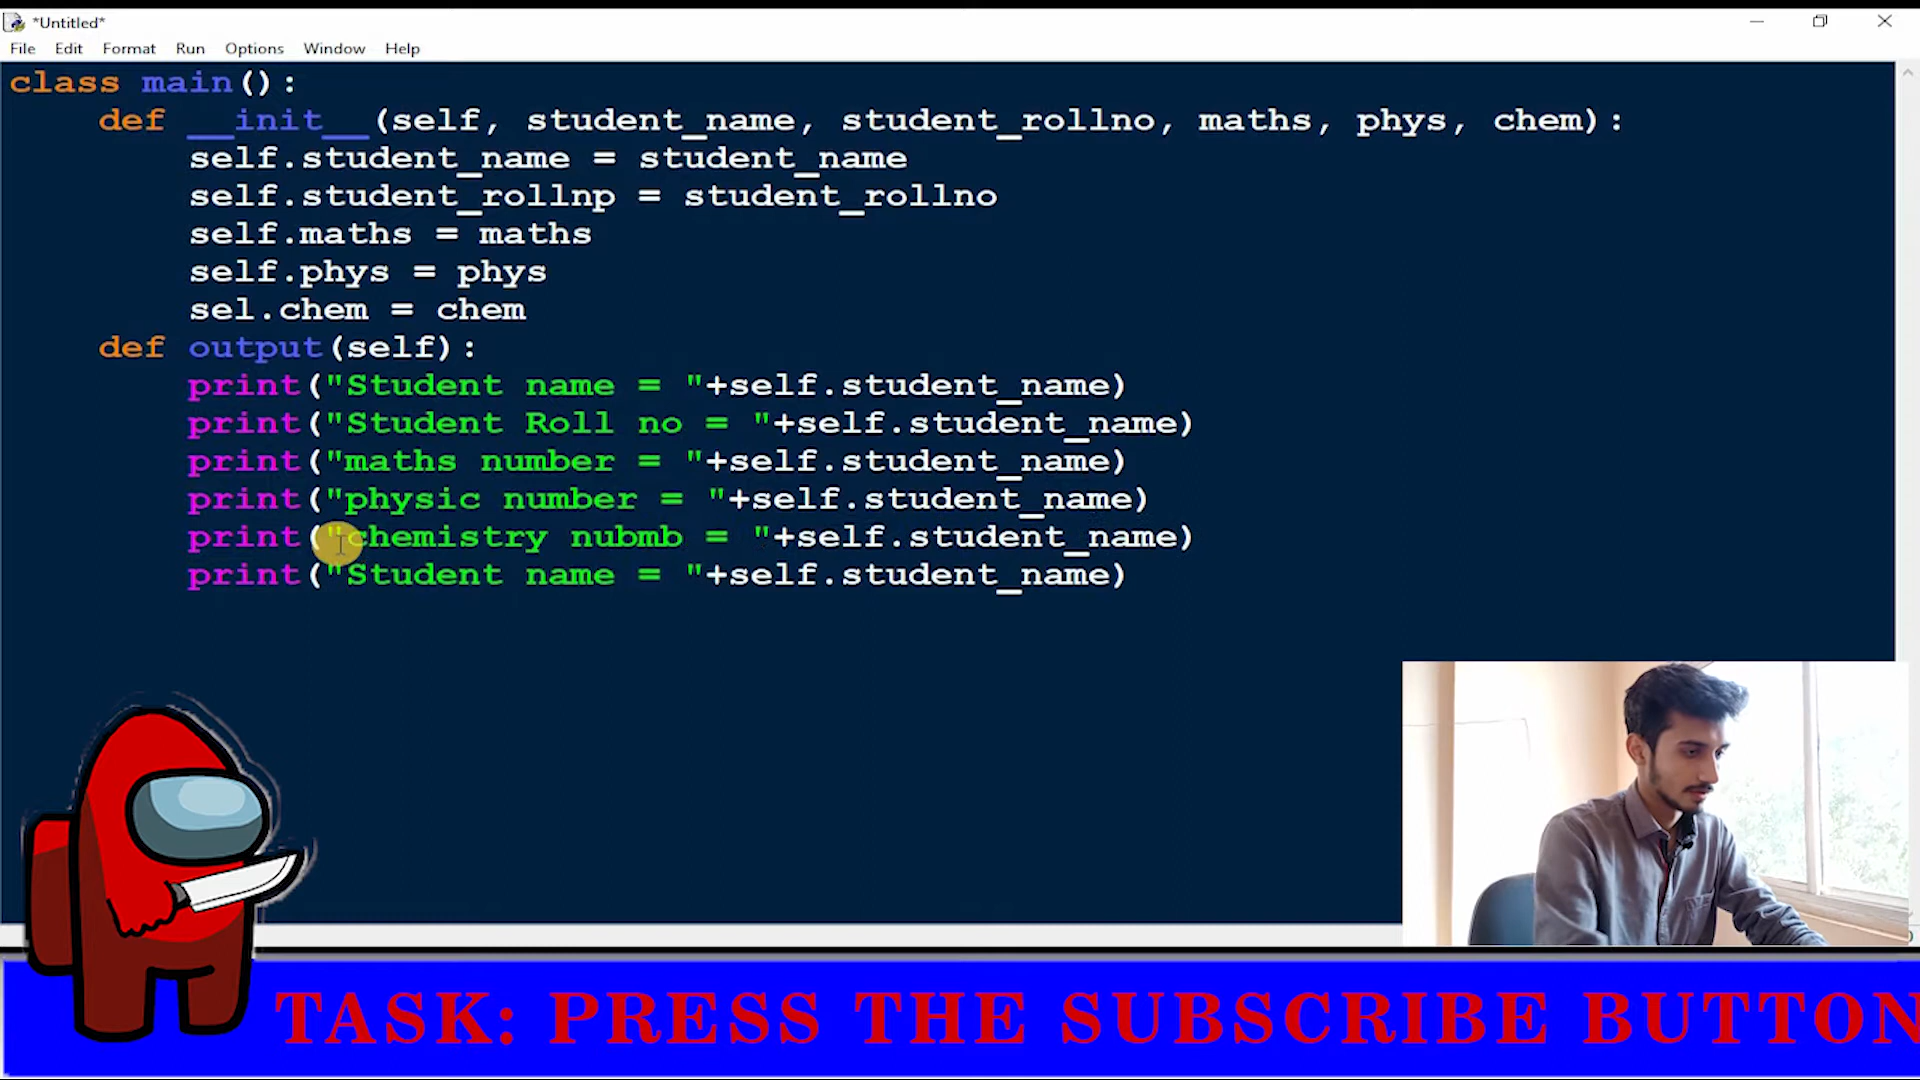 *Untitled*
File Edit Format Run Options Window Help
class main():
    def __init__(self, student_name, student_rollno, maths, phys, chem):
        self.student_name = student_name
        self.student_rollnp = student_rollno
        self.maths = maths
        self.phys = phys
        sel.chem = chem
    def output(self):
        print("Student name = "+self.student_name)
        print("Student Roll no = "+self.student_name)
        print("maths number = "+self.student_name)
        print("physic number = "+self.student_name)
        print("chemistry nubmb = "+self.student_name)
        print("Student name = "+self.student_name)
TASK: PRESS THE SUBSCRIBE BUTTON